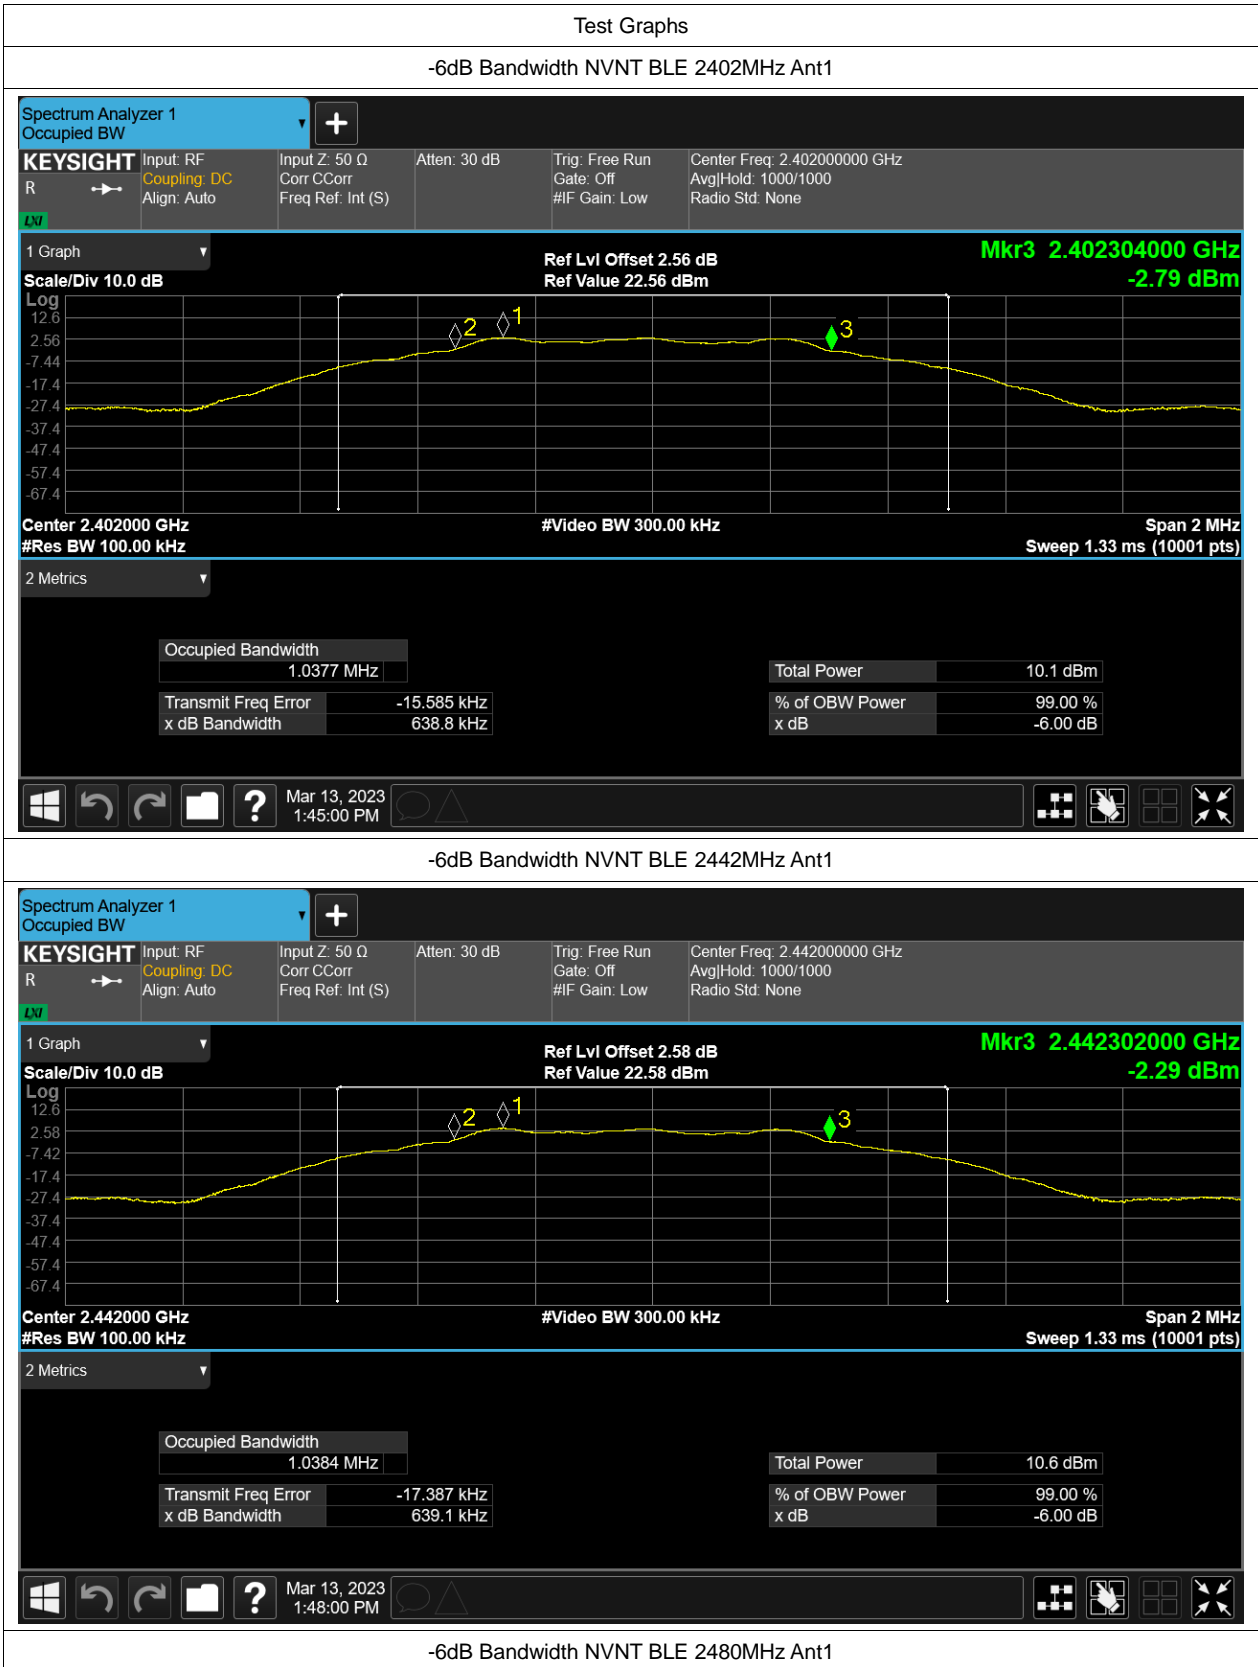 Test Graphs
-6dB Bandwidth NVNT BLE 2402MHz Ant1
Spectrum Analyzer 1
Occupied BW
KEYSIGHT Input: RF Input Z: 50 Ω Atten: 30 dB Trig: Free Run Center Freq: 2.402000000 GHz
R Coupling: DC Corr CCorr Gate: Off Avg|Hold: 1000/1000
Align: Auto Freq Ref: Int (S) #IF Gain: Low Radio Std: None
LXI
1 Graph Ref Lvl Offset 2.56 dB Mkr3 2.402304000 GHz
Scale/Div 10.0 dB Ref Value 22.56 dBm -2.79 dBm
Log
12.6
2.56
-7.44
-17.4
-27.4
-37.4
-47.4
-57.4
-67.4
2 1 3
Center 2.402000 GHz #Video BW 300.00 kHz Span 2 MHz
#Res BW 100.00 kHz Sweep 1.33 ms (10001 pts)
2 Metrics
Occupied Bandwidth
1.0377 MHz Total Power 10.1 dBm
Transmit Freq Error -15.585 kHz % of OBW Power 99.00 %
x dB Bandwidth 638.8 kHz x dB -6.00 dB
? Mar 13, 2023
1:45:00 PM
-6dB Bandwidth NVNT BLE 2442MHz Ant1
Spectrum Analyzer 1
Occupied BW
KEYSIGHT Input: RF Input Z: 50 Ω Atten: 30 dB Trig: Free Run Center Freq: 2.442000000 GHz
R Coupling: DC Corr CCorr Gate: Off Avg|Hold: 1000/1000
Align: Auto Freq Ref: Int (S) #IF Gain: Low Radio Std: None
LXI
1 Graph Ref Lvl Offset 2.58 dB Mkr3 2.442302000 GHz
Scale/Div 10.0 dB Ref Value 22.58 dBm -2.29 dBm
Log
12.6
2.58
-7.42
-17.4
-27.4
-37.4
-47.4
-57.4
-67.4
2 1 3
Center 2.442000 GHz #Video BW 300.00 kHz Span 2 MHz
#Res BW 100.00 kHz Sweep 1.33 ms (10001 pts)
2 Metrics
Occupied Bandwidth
1.0384 MHz Total Power 10.6 dBm
Transmit Freq Error -17.387 kHz % of OBW Power 99.00 %
x dB Bandwidth 639.1 kHz x dB -6.00 dB
? Mar 13, 2023
1:48:00 PM
-6dB Bandwidth NVNT BLE 2480MHz Ant1